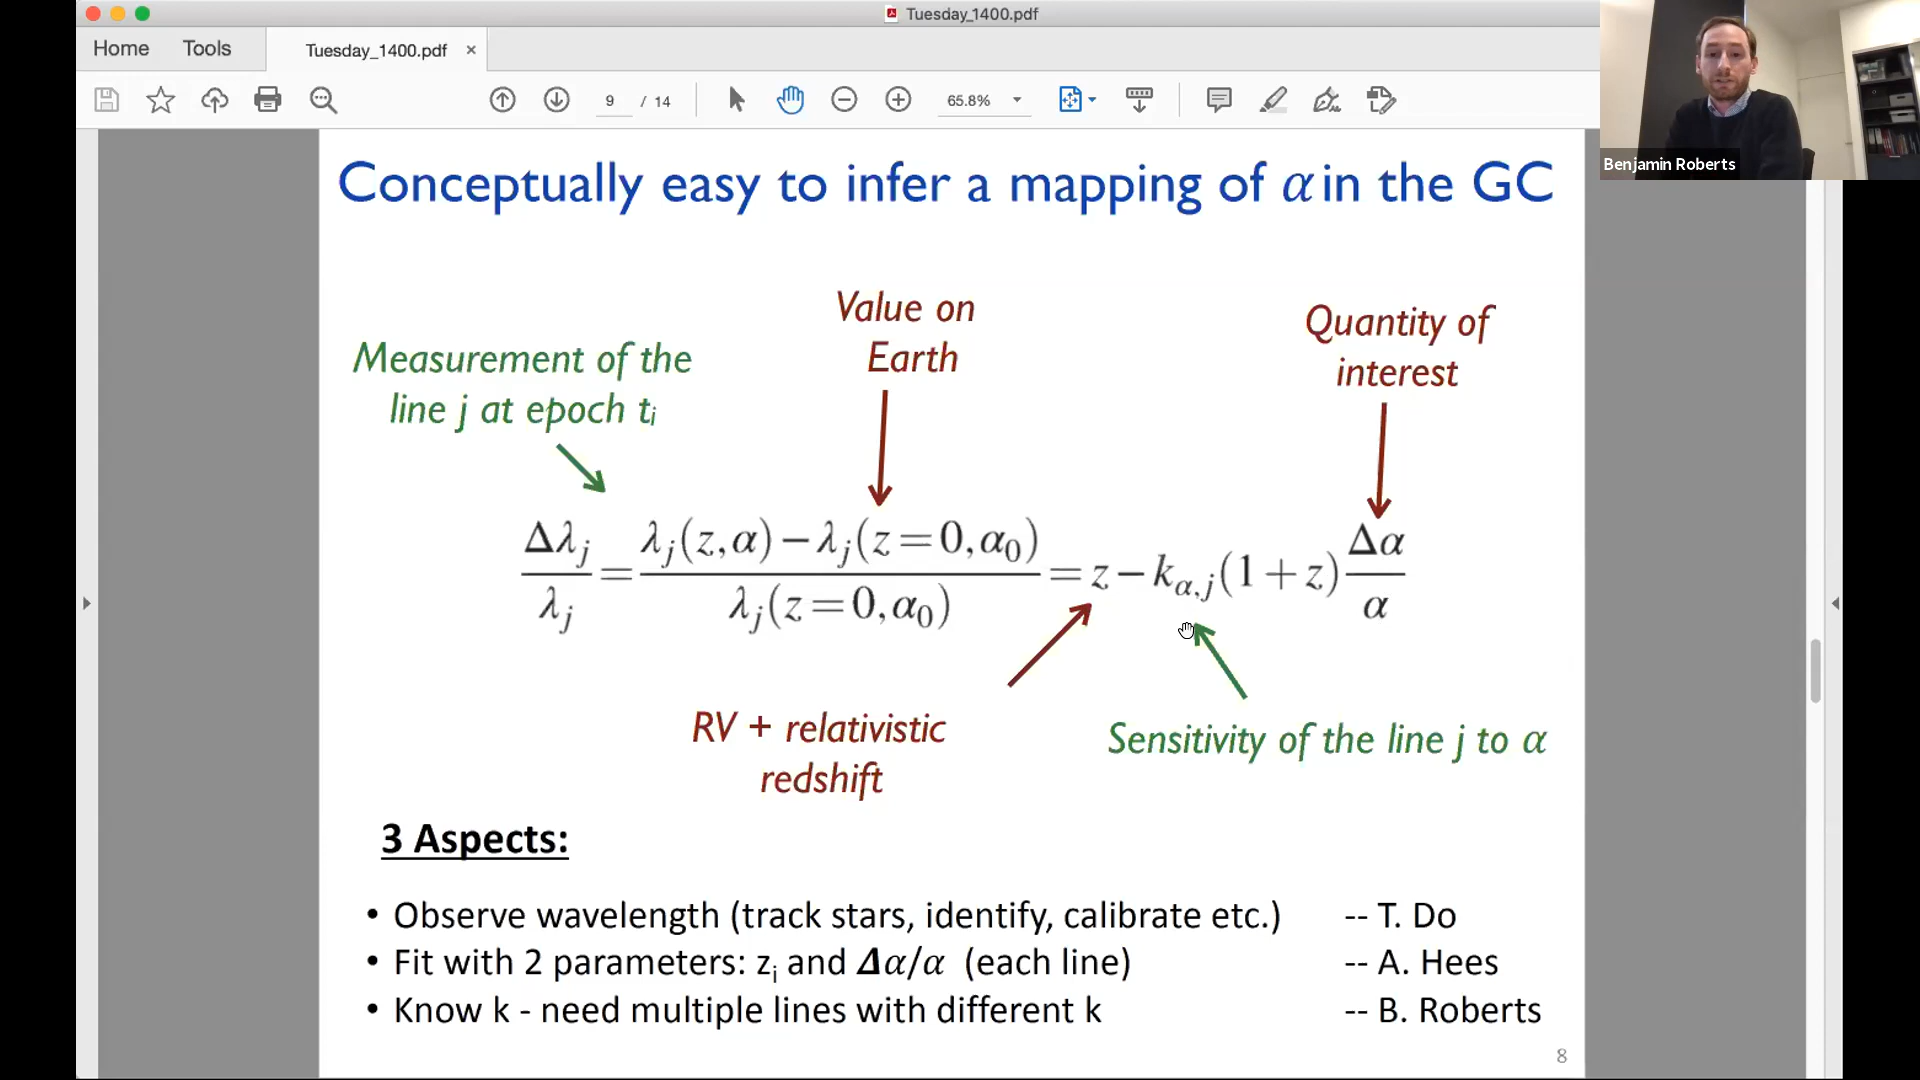 Tuesday_1400.pdf
Home Tools Tuesday_1400.pdf ×
9 / 14 65.8%
Benjamin Roberts
Conceptually easy to infer a mapping of α in the GC
Value on
Earth
Quantity of
interest
Measurement of the
line j at epoch tᵢ
Δλⱼ/λⱼ = (λⱼ(z,α) − λⱼ(z=0,α₀))/λⱼ(z=0,α₀) = z − k_{α,j}(1+z) Δα/α
RV + relativistic
redshift
Sensitivity of the line j to α
3 Aspects:
• Observe wavelength (track stars, identify, calibrate etc.) -- T. Do
• Fit with 2 parameters: zᵢ and Δα/α (each line) -- A. Hees
• Know k - need multiple lines with different k -- B. Roberts
8